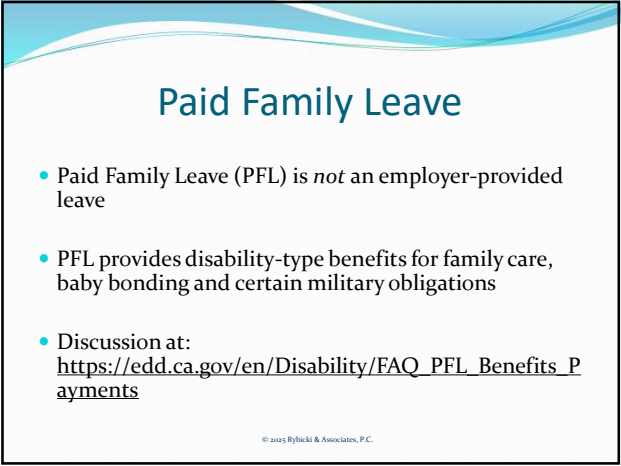 Paid Family Leave
• Paid Family Leave (PFL) is not an employer-provided
leave
• PFL provides disability-type benefits for family care,
baby bonding and certain military obligations
• Discussion at:
https://edd.ca.gov/en/Disability/FAQ_PFL_Benefits_P
ayments
© 2025 Rybicki & Associates, P.C.